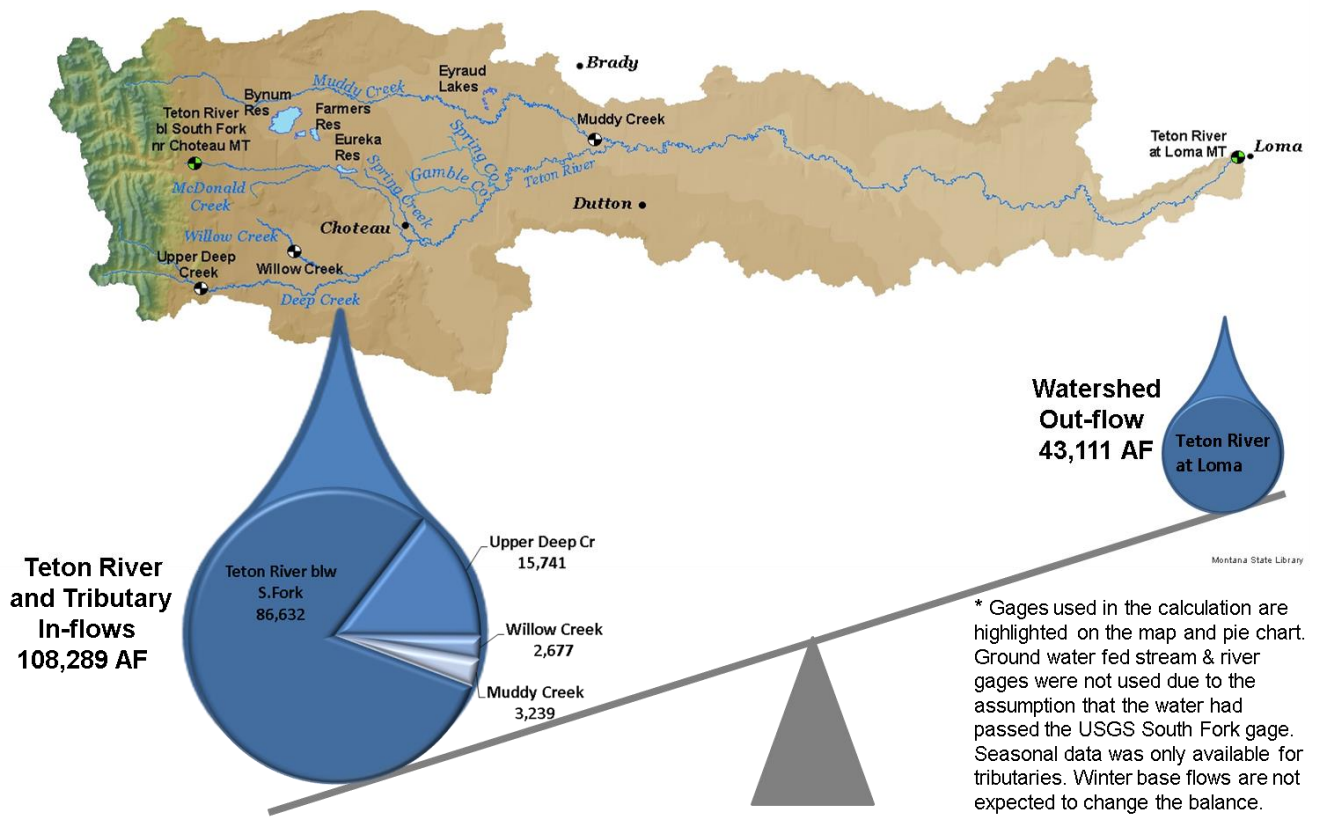 Brady
Eyraud
Lakes
Muddy Creek
Bynum
Res
Farmers
Res
Eureka
Res
Teton River
bl South Fork
nr Choteau MT
Muddy Creek
Teton River
at Loma MT
Loma
Spring Co.
Gamble Co.
Teton River
Spring Creek
McDonald
Creek
Dutton
Choteau
Willow Creek
Willow Creek
Upper Deep
Creek
Deep Creek
Watershed
Out-flow
43,111 AF
Teton River
at Loma
Teton River
and Tributary
In-flows
108,289 AF
Teton River blw
S.Fork
86,632
Upper Deep Cr
15,741
Willow Creek
2,677
Muddy Creek
3,239
Montana State Library
* Gages used in the calculation are
highlighted on the map and pie chart.
Ground water fed stream & river
gages were not used due to the
assumption that the water had
passed the USGS South Fork gage.
Seasonal data was only available for
tributaries. Winter base flows are not
expected to change the balance.